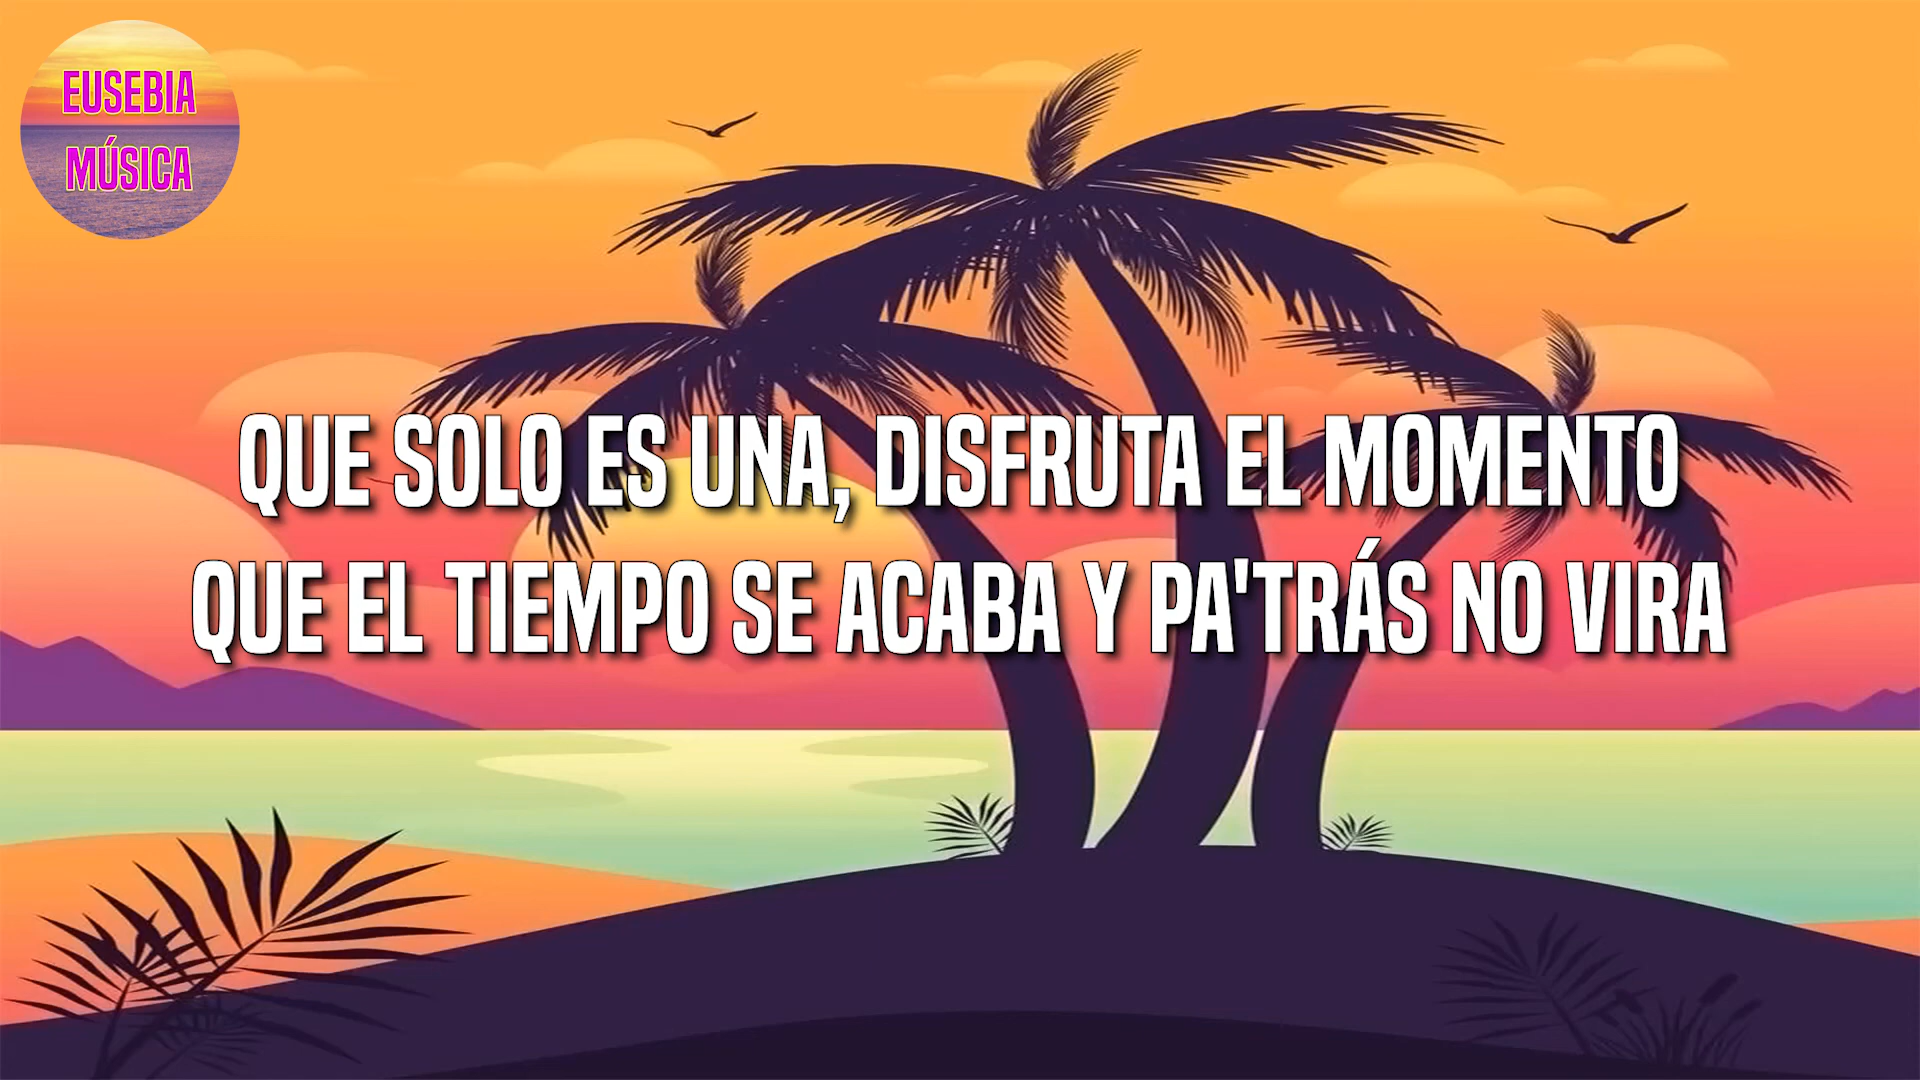 EUSEBIA
MÚSICA
QUE SOLO ES UNA, DISFRUTA EL MOMENTO
QUE EL TIEMPO SE ACABA Y PA'TRÁS NO VIRA